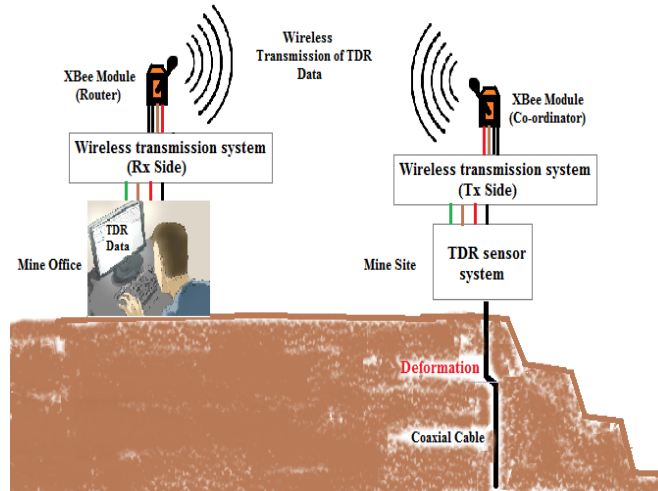 Wireless
Transmission of TDR
Data
XBee Module
(Router)
XBee Module
(Co-ordinator)
Wireless transmission system
(Rx Side)
Wireless transmission system
(Tx Side)
TDR
Data
Mine Office
Mine Site
TDR sensor
system
Deformation
Coaxial Cable